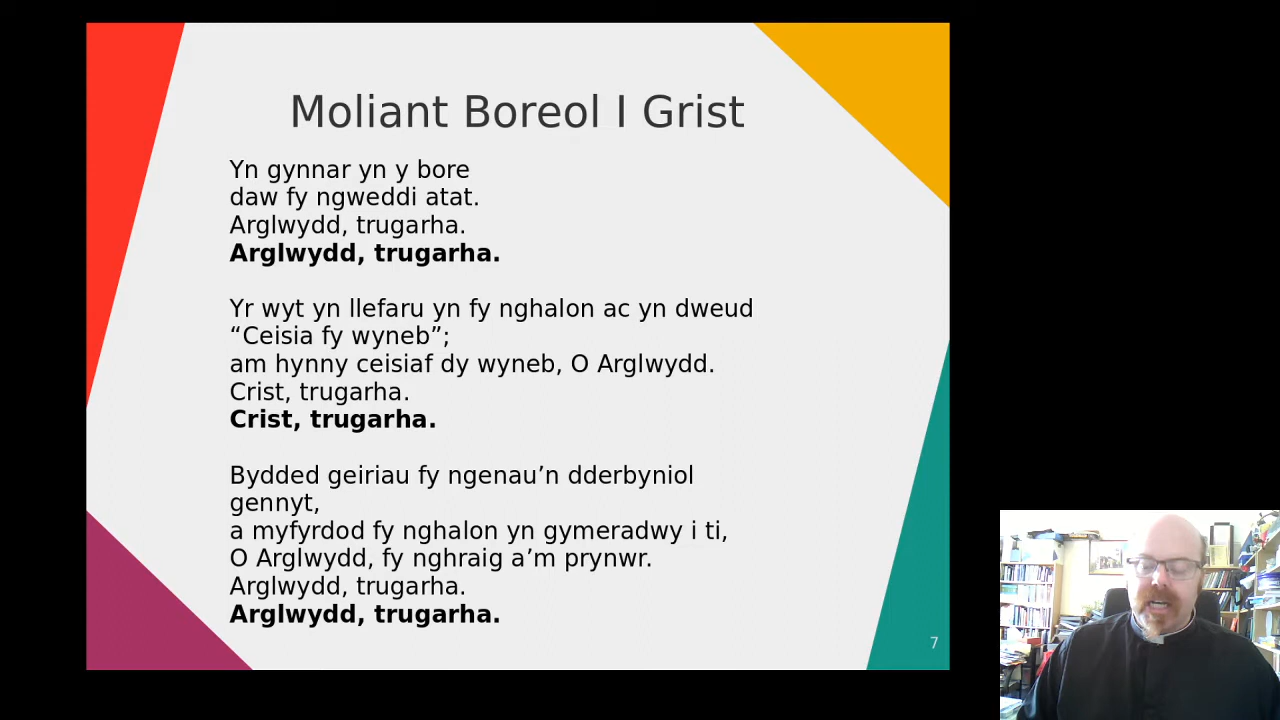 Moliant Boreol I Grist
Yn gynnar yn y bore
daw fy ngweddi atat.
Arglwydd, trugarha.
Arglwydd, trugarha.
Yr wyt yn llefaru yn fy nghalon ac yn dweud
“Ceisia fy wyneb”;
am hynny ceisiaf dy wyneb, O Arglwydd.
Crist, trugarha.
Crist, trugarha.
Bydded geiriau fy ngenau’n dderbyniol
gennyt,
a myfyrdod fy nghalon yn gymeradwy i ti,
O Arglwydd, fy nghraig a’m prynwr.
Arglwydd, trugarha.
Arglwydd, trugarha.
7